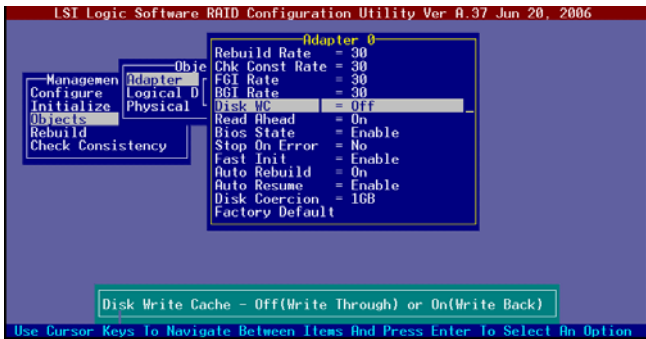 LSI Logic Software RAID Configuration Utility Ver A.37 Jun 20, 2006
Adapter 0
Rebuild Rate = 30
Chk Const Rate = 30
FGI Rate = 30
BGI Rate = 30
Disk WC = Off
Read Ahead = On
Bios State = Enable
Stop On Error = No
Fast Init = Enable
Auto Rebuild = On
Auto Resume = Enable
Disk Coercion = 1GB
Factory Default
Obje
Adapter
Logical D
Physical
Managemen
Configure
Initialize
Objects
Rebuild
Check Consistency
Disk Write Cache - Off(Write Through) or On(Write Back)
Use Cursor Keys To Navigate Between Items And Press Enter To Select An Option